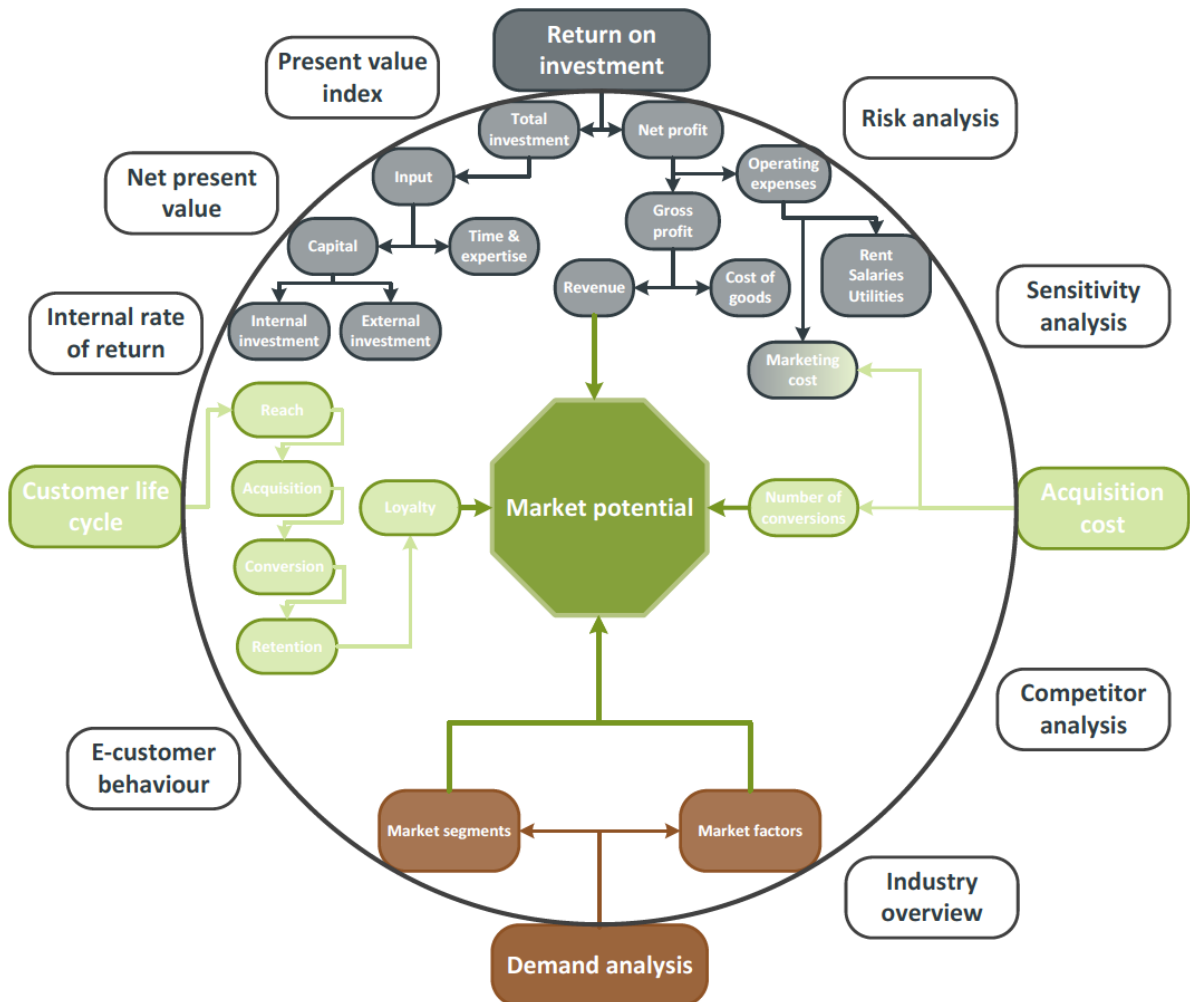 Return on
investment
Present value
index
Risk analysis
Total
investment
Net profit
Input
Operating
expenses
Net present
value
Gross
profit
Capital
Time &
expertise
Rent
Salaries
Utilities
Revenue
Cost of
goods
Internal rate
of return
Sensitivity
analysis
Internal
investment
External
investment
Marketing
cost
Reach
Customer life
cycle
Acquisition
Loyalty
Market potential
Number of
conversions
Acquisition
cost
Conversion
Retention
Competitor
analysis
E-customer
behaviour
Market segments
Market factors
Industry
overview
Demand analysis